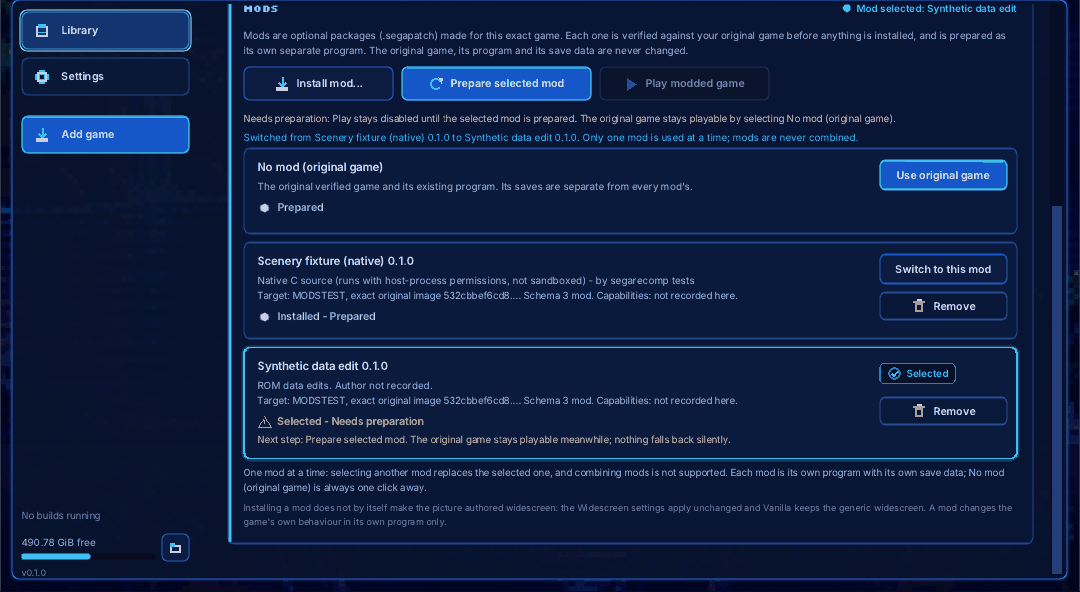 Library
Settings
Add game
No builds running
490.78 GiB free
v0.1.0
MODS
Mod selected: Synthetic data edit
Mods are optional packages (.segapatch) made for this exact game. Each one is verified against your original game before anything is installed, and is prepared as
its own separate program. The original game, its program and its save data are never changed.
Install mod...
Prepare selected mod
Play modded game
Needs preparation: Play stays disabled until the selected mod is prepared. The original game stays playable by selecting No mod (original game).
Switched from Scenery fixture (native) 0.1.0 to Synthetic data edit 0.1.0. Only one mod is used at a time; mods are never combined.
No mod (original game)
The original verified game and its existing program. Its saves are separate from every mod's.
Prepared
Use original game
Scenery fixture (native) 0.1.0
Native C source (runs with host-process permissions, not sandboxed) - by segarecomp tests
Target: MODSTEST, exact original image 532cbbef6cd8.... Schema 3 mod. Capabilities: not recorded here.
Installed - Prepared
Switch to this mod
Remove
Synthetic data edit 0.1.0
ROM data edits. Author not recorded.
Target: MODSTEST, exact original image 532cbbef6cd8.... Schema 3 mod. Capabilities: not recorded here.
Selected - Needs preparation
Next step: Prepare selected mod. The original game stays playable meanwhile; nothing falls back silently.
Selected
Remove
One mod at a time: selecting another mod replaces the selected one, and combining mods is not supported. Each mod is its own program with its own save data; No mod
(original game) is always one click away.
Installing a mod does not by itself make the picture authored widescreen: the Widescreen settings apply unchanged and Vanilla keeps the generic widescreen. A mod changes the
game's own behaviour in its own program only.